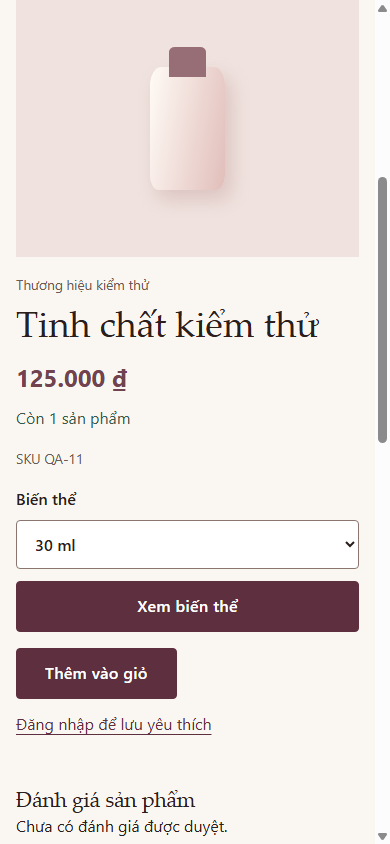 Thương hiệu kiểm thử
Tinh chất kiểm thử
125.000 ₫
Còn 1 sản phẩm
SKU QA-11
Biến thể
30 ml
Xem biến thể
Thêm vào giỏ
Đăng nhập để lưu yêu thích
Đánh giá sản phẩm
Chưa có đánh giá được duyệt.